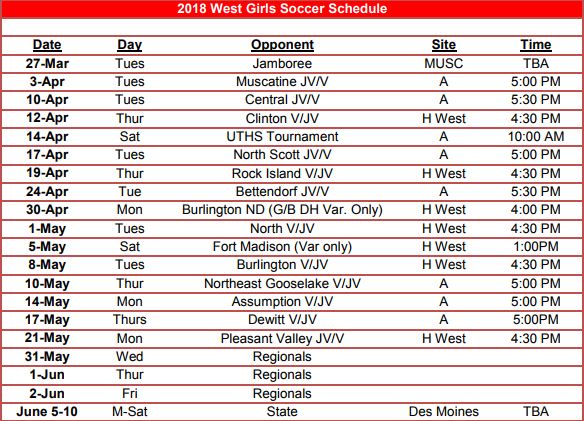 2018 West Girls Soccer Schedule
Date Day Opponent Site Time
27-Mar Tues Jamboree MUSC TBA
3-Apr Tues Muscatine JV/V A 5:00 PM
10-Apr Tues Central JV/V A 5:30 PM
12-Apr Thur Clinton V/JV H West 4:30 PM
14-Apr Sat UTHS Tournament A 10:00 AM
17-Apr Tues North Scott JV/V A 5:00 PM
19-Apr Thur Rock Island V/JV H West 4:30 PM
24-Apr Tue Bettendorf JV/V A 5:30 PM
30-Apr Mon Burlington ND (G/B DH Var. Only) H West 4:00 PM
1-May Tues North V/JV H West 4:30 PM
5-May Sat Fort Madison (Var only) H West 1:00PM
8-May Tues Burlington V/JV H West 4:30 PM
10-May Thur Northeast Gooselake V/JV A 5:00 PM
14-May Mon Assumption V/JV A 5:00 PM
17-May Thurs Dewitt V/JV A 5:00PM
21-May Mon Pleasant Valley JV/V H West 4:30 PM
31-May Wed Regionals
1-Jun Thur Regionals
2-Jun Fri Regionals
June 5-10 M-Sat State Des Moines TBA